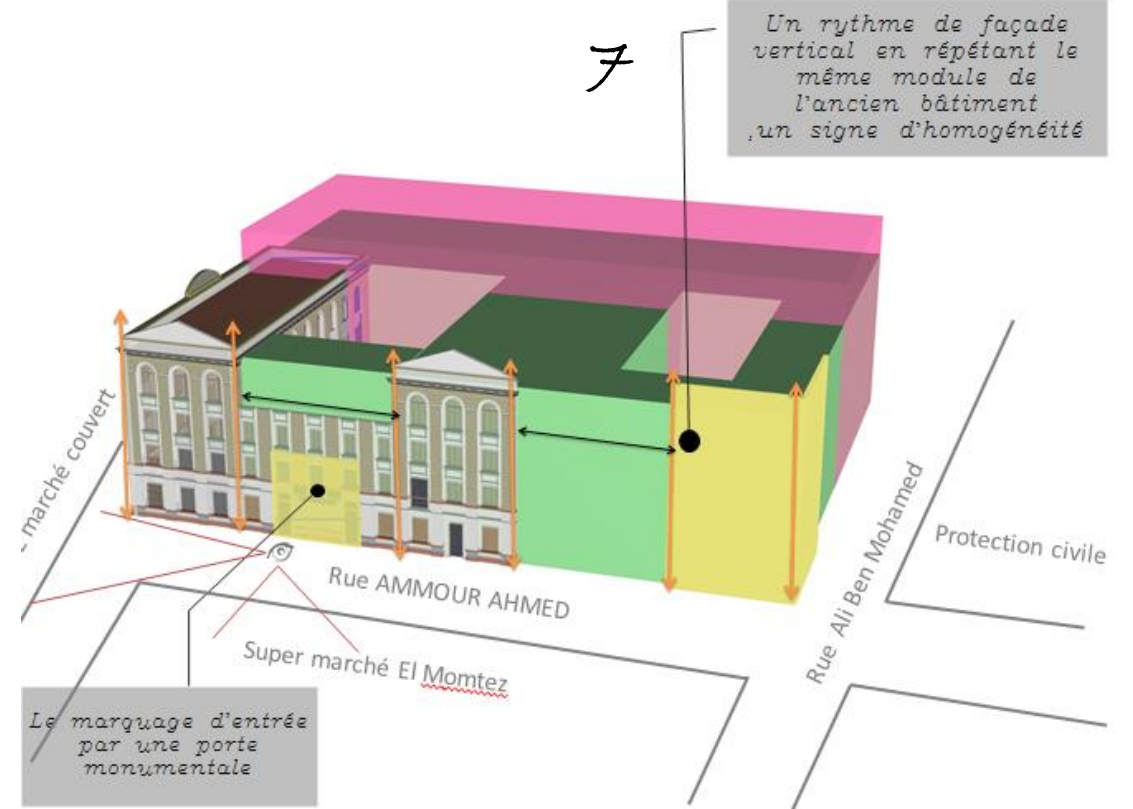 Un rythme de façade
vertical en répétant le
même module de
l'ancien bâtiment
,un signe d'homogénéité
7
marché couvert
Protection civile
Rue Ali Ben Mohamed
Rue AMMOUR AHMED
Super marché El Momtez
Le marquage d'entrée
par une porte
monumentale